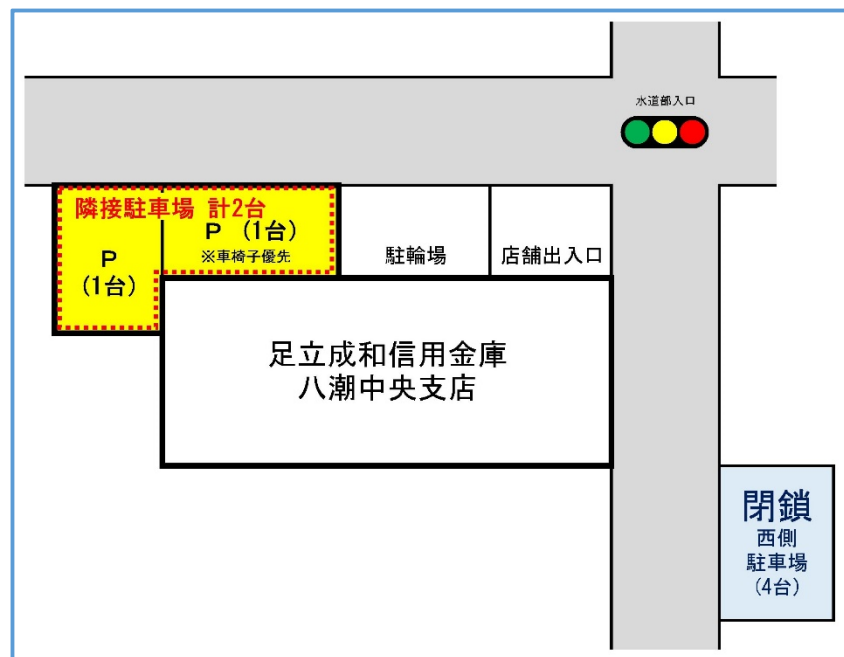 水道部入口
隣接駐車場 計2台
P (1台)
※車椅子優先
P
(1台)
駐輪場
店舗出入口
足立成和信用金庫
八潮中央支店
閉鎖
西側
駐車場
(4台)